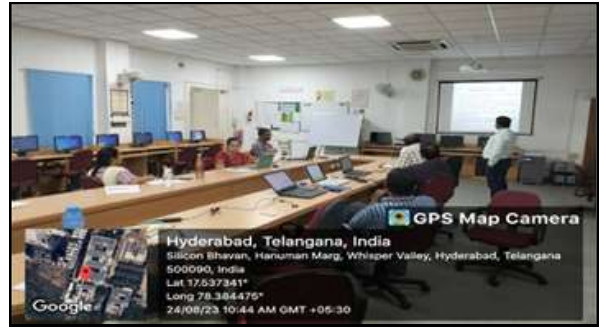 GPS Map Camera
Hyderabad, Telangana, India
Silicon Bhavan, Hanuman Marg, Whisper Valley, Hyderabad, Telangana
500090, India
Lat 17.537341°
Long 78.384475°
24/08/23 10:44 AM GMT +05:30
Google